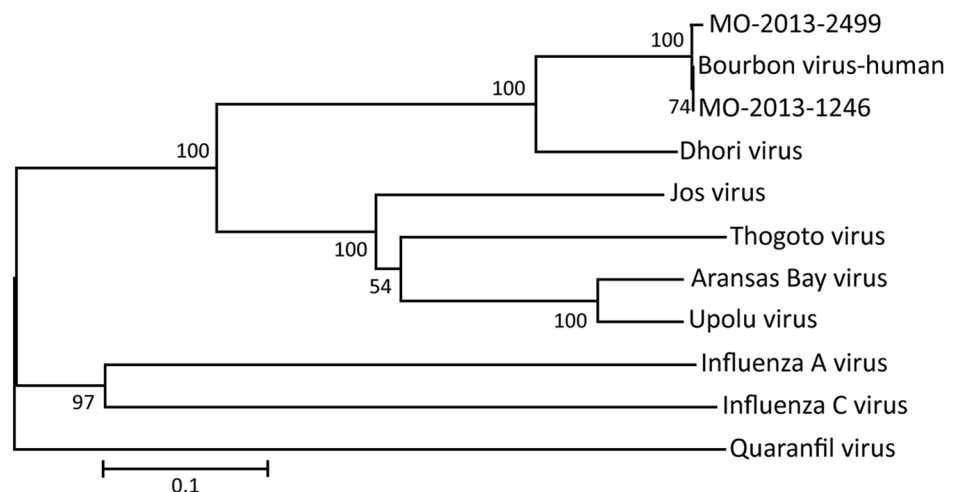 MO-2013-2499
100
Bourbon virus-human
100
74 MO-2013-1246
100
Dhori virus
Jos virus
100
Thogoto virus
54
Aransas Bay virus
100
Upolu virus
Influenza A virus
97
Influenza C virus
Quaranfil virus
0.1